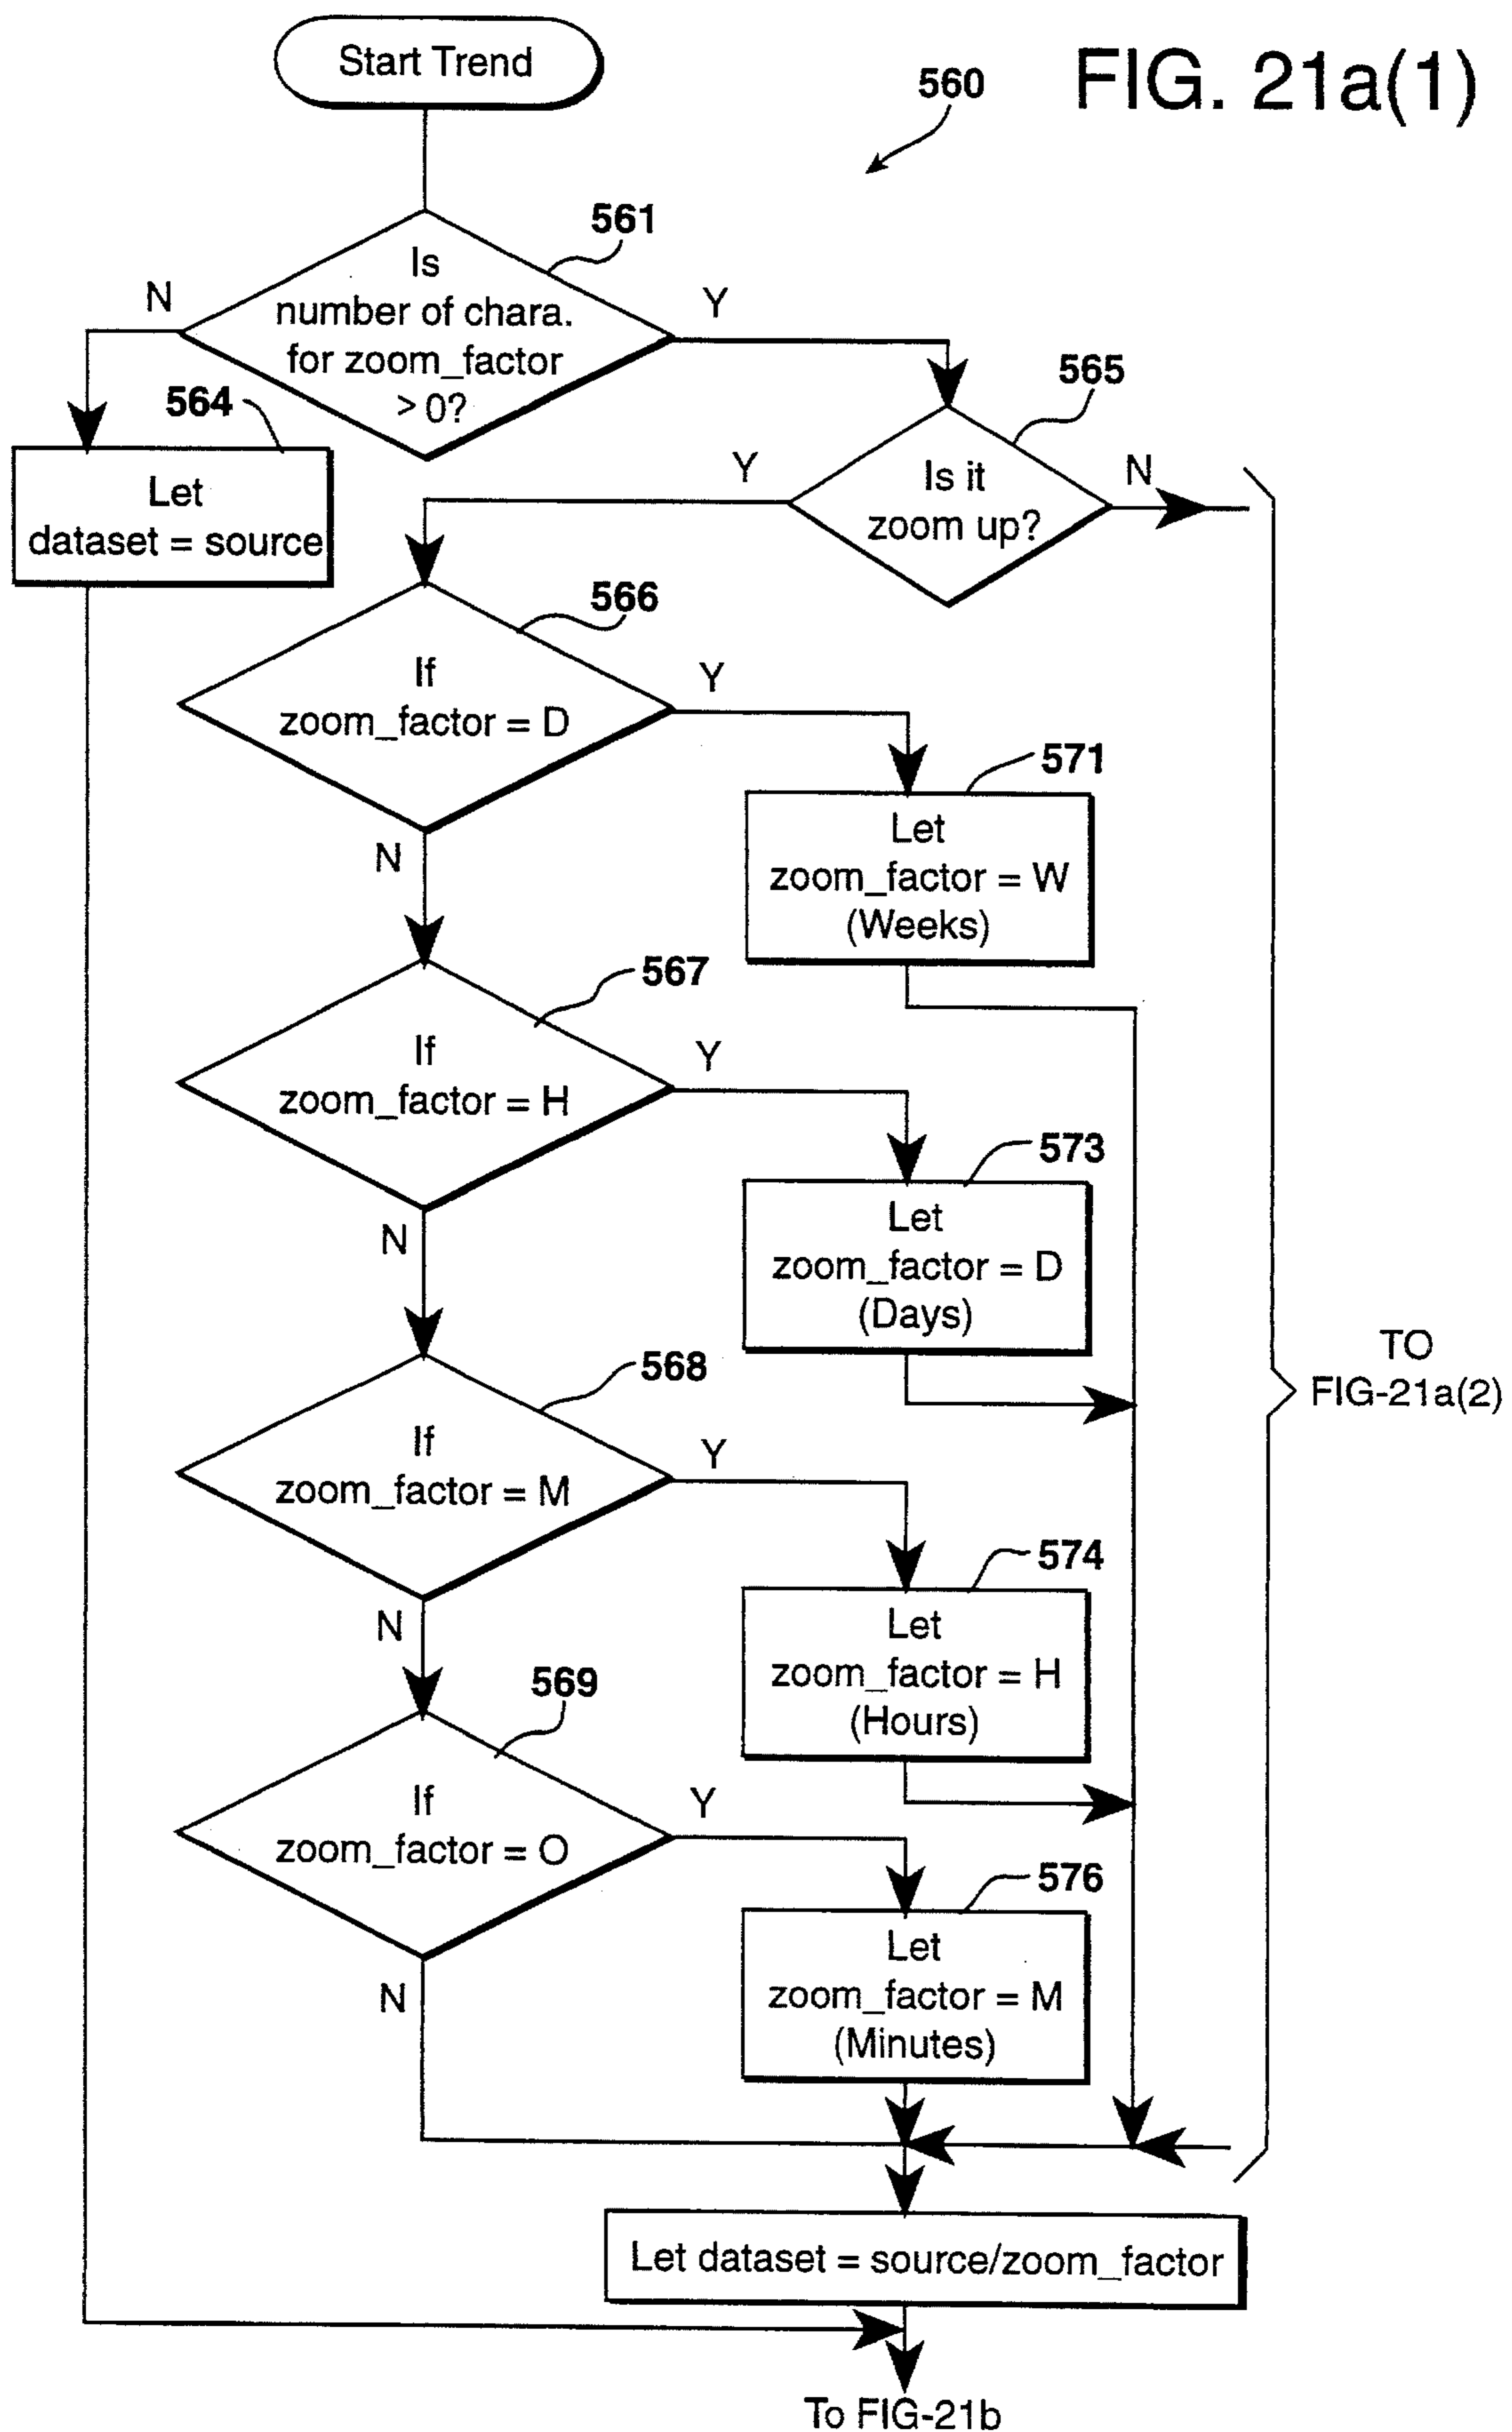 Start Trend
560
FIG. 21a(1)
561
Is
number of chara.
for zoom_factor
> 0?
N
Y
564
Let
dataset = source
565
Is it
zoom up?
Y
N
566
If
zoom_factor = D
Y
N
571
Let
zoom_factor = W
(Weeks)
567
If
zoom_factor = H
Y
N
573
Let
zoom_factor = D
(Days)
TO
FIG-21a(2)
568
If
zoom_factor = M
Y
N
574
Let
zoom_factor = H
(Hours)
569
If
zoom_factor = O
Y
N
576
Let
zoom_factor = M
(Minutes)
Let dataset = source/zoom_factor
To FIG-21b